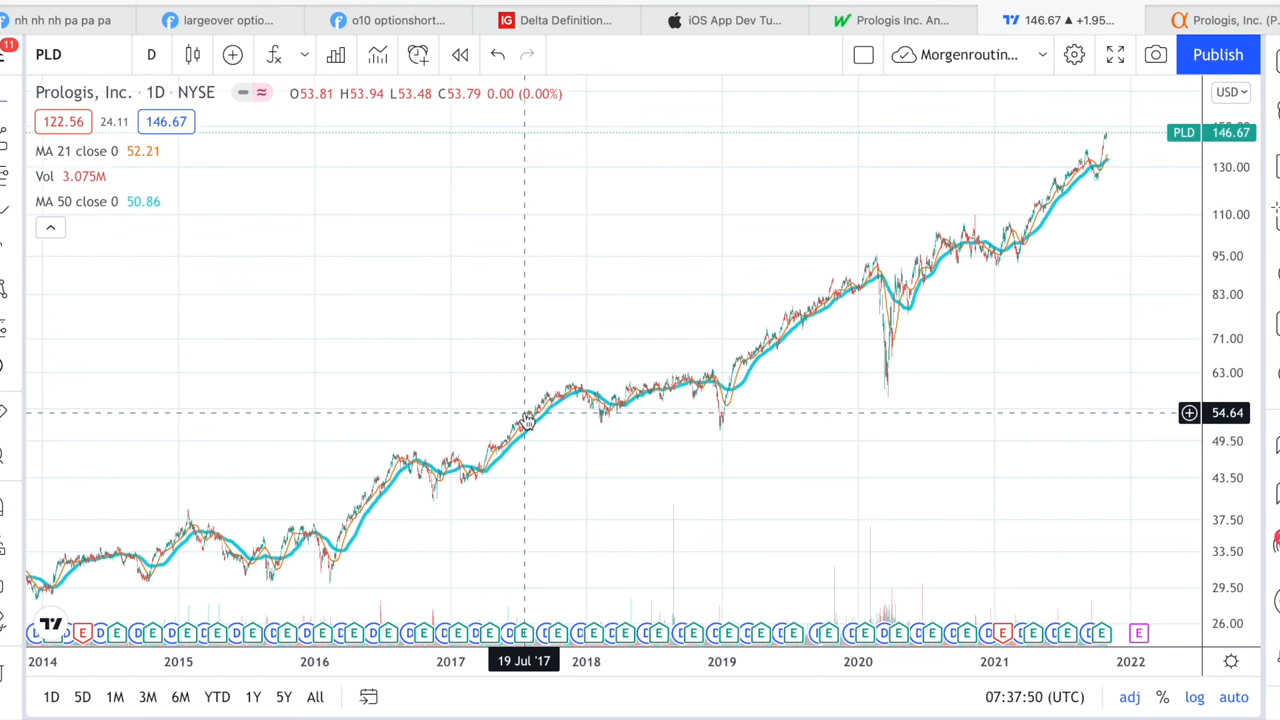 nh nh nh pa pa pa largeover optio... o10 optionshort... IG Delta Definition... iOS App Dev Tu... Prologis Inc. An... 146.67 ▲ +1.95... Prologis, Inc. (P
11 PLD D Morgenroutin... Publish
Prologis, Inc. · 1D · NYSE O53.81 H53.94 L53.48 C53.79 0.00 (0.00%) USD
122.56 24.11 146.67
PLD 146.67
MA 21 close 0 52.21
130.00
Vol 3.075M
MA 50 close 0 50.86
110.00
95.00
83.00
71.00
63.00
54.64
49.50
43.50
37.50
33.50
29.50
26.00
2014 2015 2016 2017 19 Jul '17 2018 2019 2020 2021 2022
1D 5D 1M 3M 6M YTD 1Y 5Y All 07:37:50 (UTC) adj % log auto